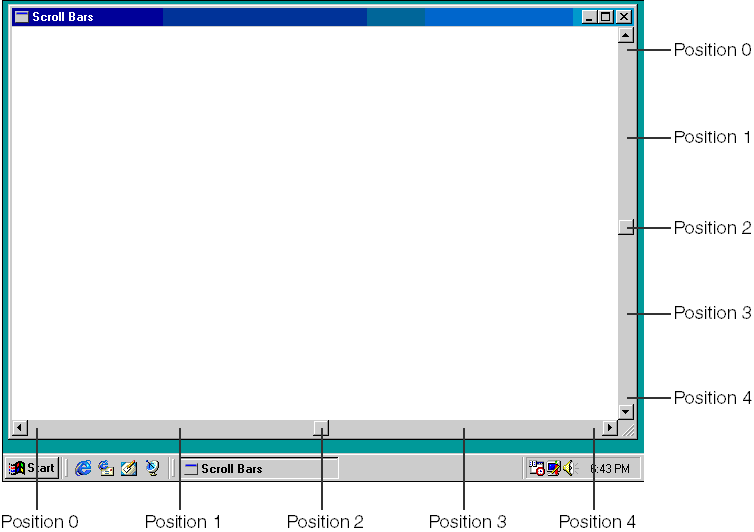 Scroll Bars
Position 0
Position 1
Position 2
Position 3
Position 4
Start
Scroll Bars
6:43 PM
Position 0
Position 1
Position 2
Position 3
Position 4